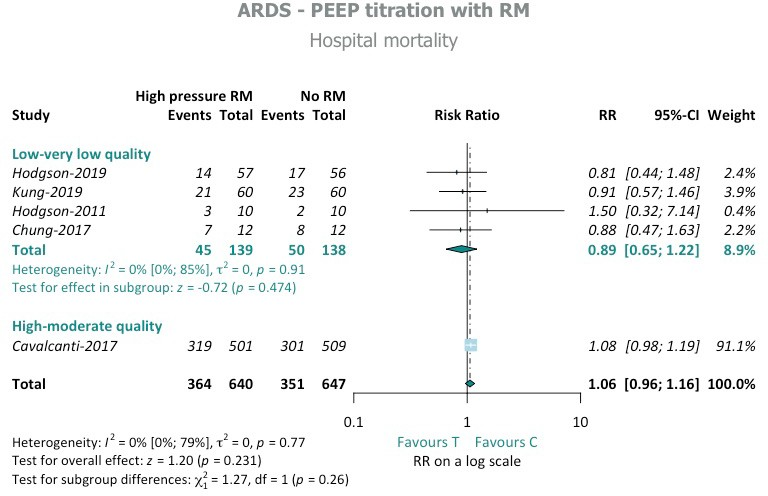 ARDS - PEEP titration with RM
Hospital mortality
High pressure RM No RM
Study Events Total Events Total Risk Ratio RR 95%-CI Weight
Low-very low quality
Hodgson-2019 14 57 17 56 0.81 [0.44; 1.48] 2.4%
Kung-2019 21 60 23 60 0.91 [0.57; 1.46] 3.9%
Hodgson-2011 3 10 2 10 1.50 [0.32; 7.14] 0.4%
Chung-2017 7 12 8 12 0.88 [0.47; 1.63] 2.2%
Total 45 139 50 138 0.89 [0.65; 1.22] 8.9%
Heterogeneity: I² = 0% [0%; 85%], τ² = 0, p = 0.91
Test for effect in subgroup: z = -0.72 (p = 0.474)
High-moderate quality
Cavalcanti-2017 319 501 301 509 1.08 [0.98; 1.19] 91.1%
Total 364 640 351 647 1.06 [0.96; 1.16] 100.0%
0.1 1 10
Heterogeneity: I² = 0% [0%; 79%], τ² = 0, p = 0.77 Favours T Favours C
Test for overall effect: z = 1.20 (p = 0.231) RR on a log scale
Test for subgroup differences: χ²₁ = 1.27, df = 1 (p = 0.26)